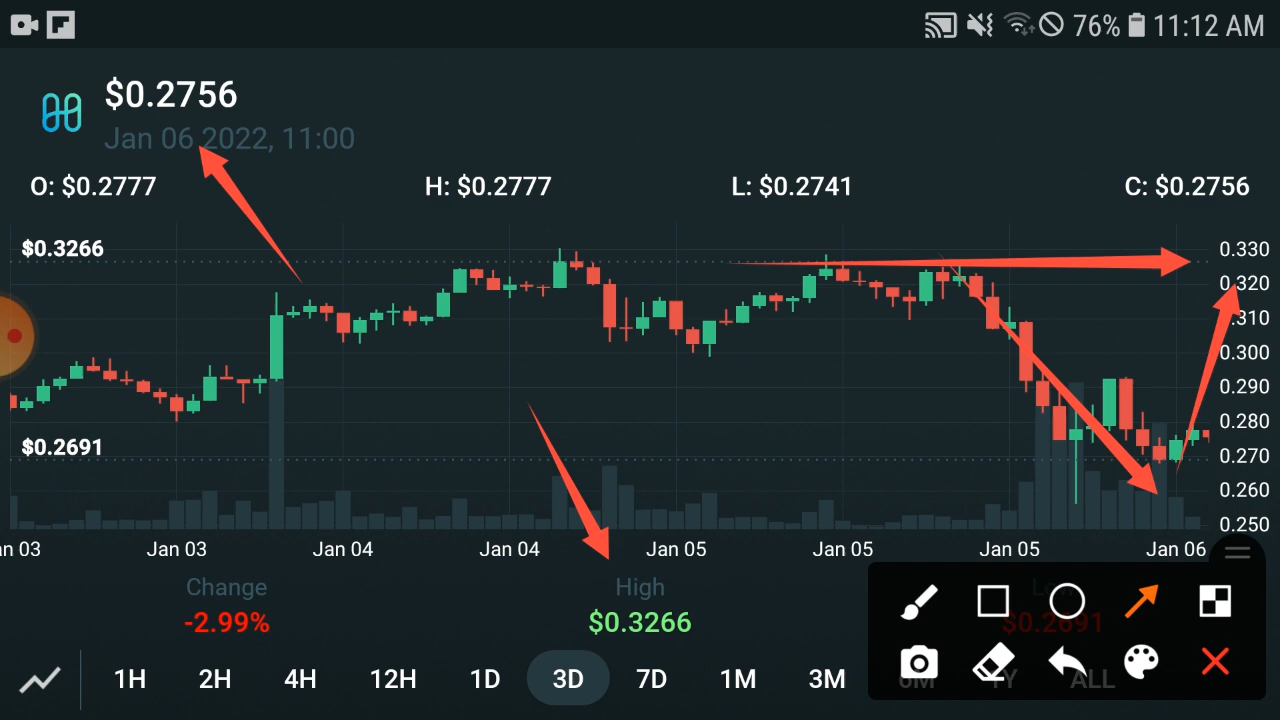 76% 11:12 AM
$0.2756
Jan 06 2022, 11:00
O: $0.2777 H: $0.2777 L: $0.2741 C: $0.2756
$0.3266
0.330
0.320
0.310
0.300
0.290
0.280
$0.2691
0.270
0.260
0.250
an 03 Jan 03 Jan 04 Jan 04 Jan 05 Jan 05 Jan 05 Jan 06
Change High Low
-2.99% $0.3266 $0.2691
1H 2H 4H 12H 1D 3D 7D 1M 3M 6M 1Y ALL